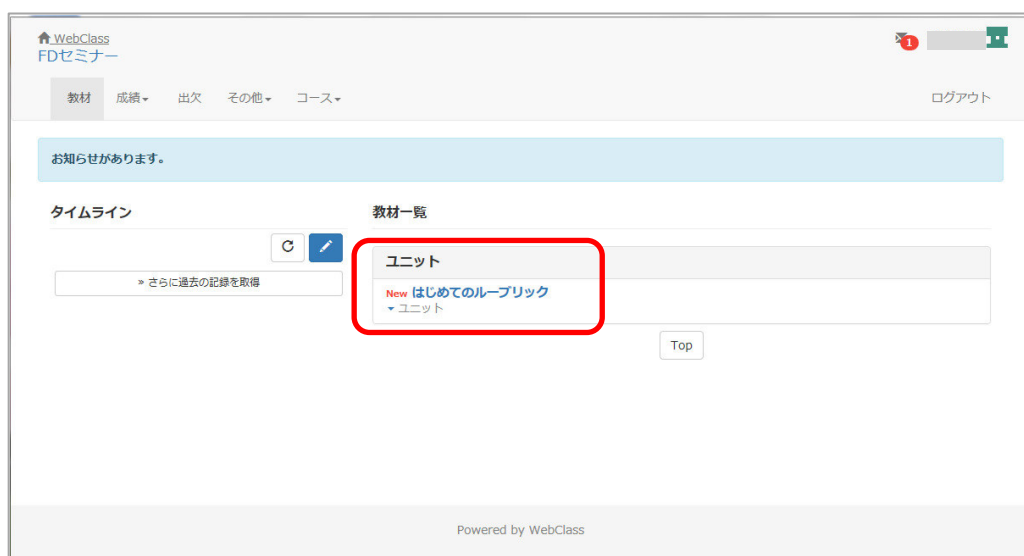 WebClass
FDセミナー
1
教材 成績 出欠 その他 コース ログアウト
お知らせがあります。
タイムライン
» さらに過去の記録を取得
教材一覧
ユニット
New はじめてのルーブリック
ユニット
Top
Powered by WebClass